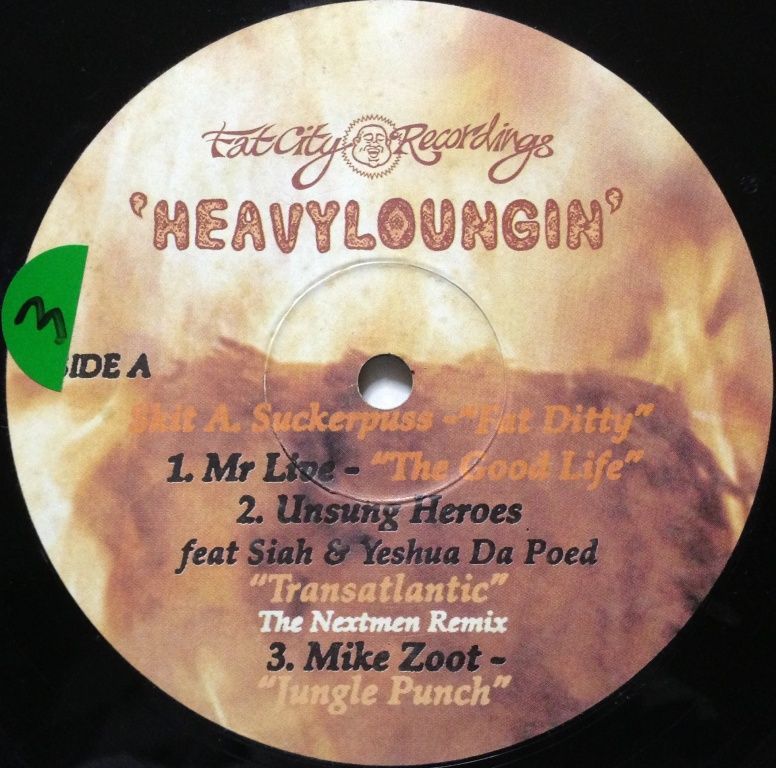 Fat City Recordings
'HEAVYLOUNGIN'
3
SIDE A
Skit A. Suckerpuss - "Fat Ditty"
1. Mr Live - "The Good Life"
2. Unsung Heroes
feat Siah & Yeshua Da Poed
"Transatlantic"
The Nextmen Remix
3. Mike Zoot -
"Jungle Punch"